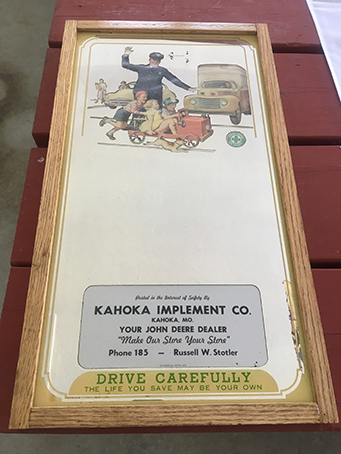 Posted in the Interest of Safety By
KAHOKA IMPLEMENT CO.
KAHOKA, MO.
YOUR JOHN DEERE DEALER
"Make Our Store Your Store"
Phone 185 — Russell W. Stotler
DRIVE CAREFULLY
THE LIFE YOU SAVE MAY BE YOUR OWN